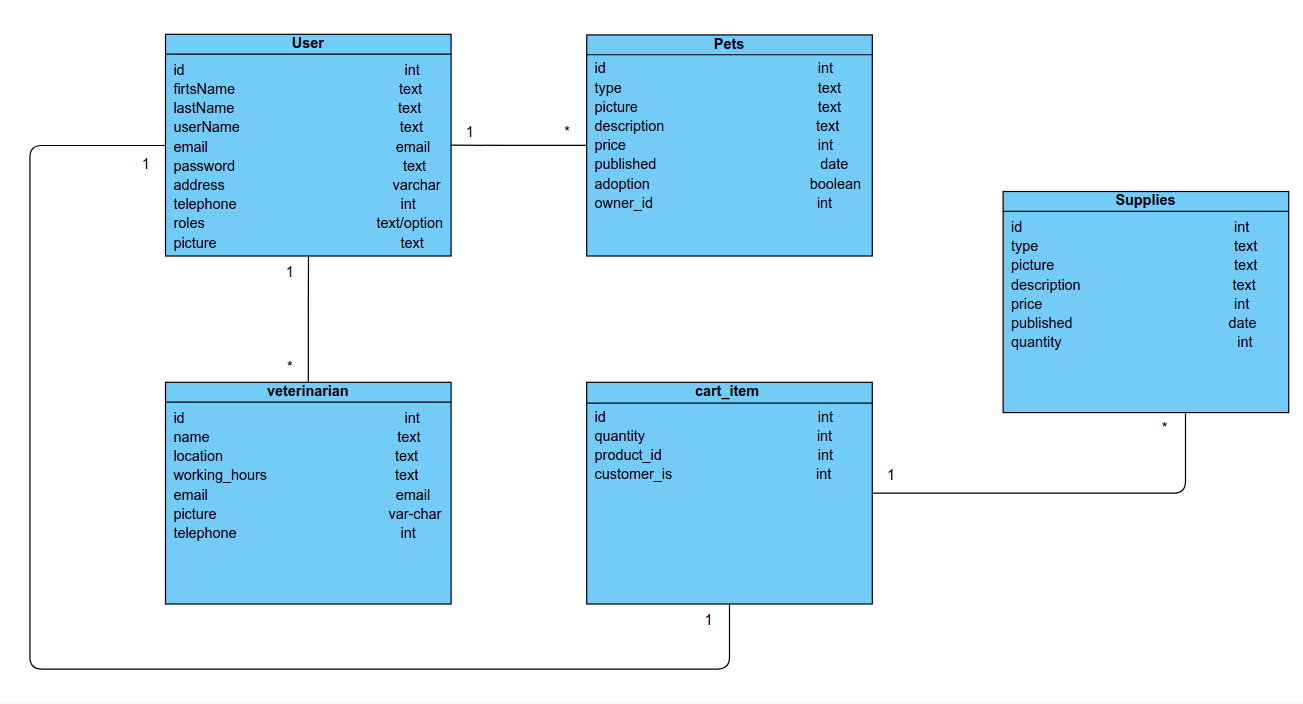 User
id int
firtsName text
lastName text
userName text
email email
password text
address varchar
telephone int
roles text/option
picture text
1
*
1
Pets
id int
type text
picture text
description text
price int
published date
adoption boolean
owner_id int
Supplies
id int
type text
picture text
description text
price int
published date
quantity int
1
*
veterinarian
id int
name text
location text
working_hours text
email email
picture var-char
telephone int
cart_item
id int
quantity int
product_id int
customer_is int
*
1
1